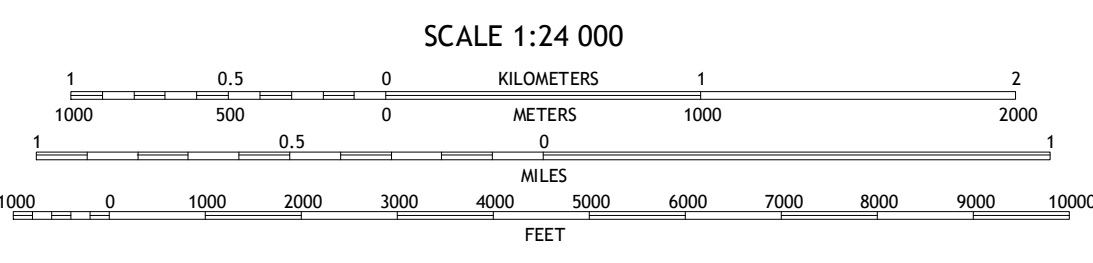 SCALE 1:24 000
1 0.5 0 KILOMETERS 1 2
1000 500 0 METERS 1000 2000
1 0.5 0 1
MILES
1000 0 1000 2000 3000 4000 5000 6000 7000 8000 9000 10000
FEET